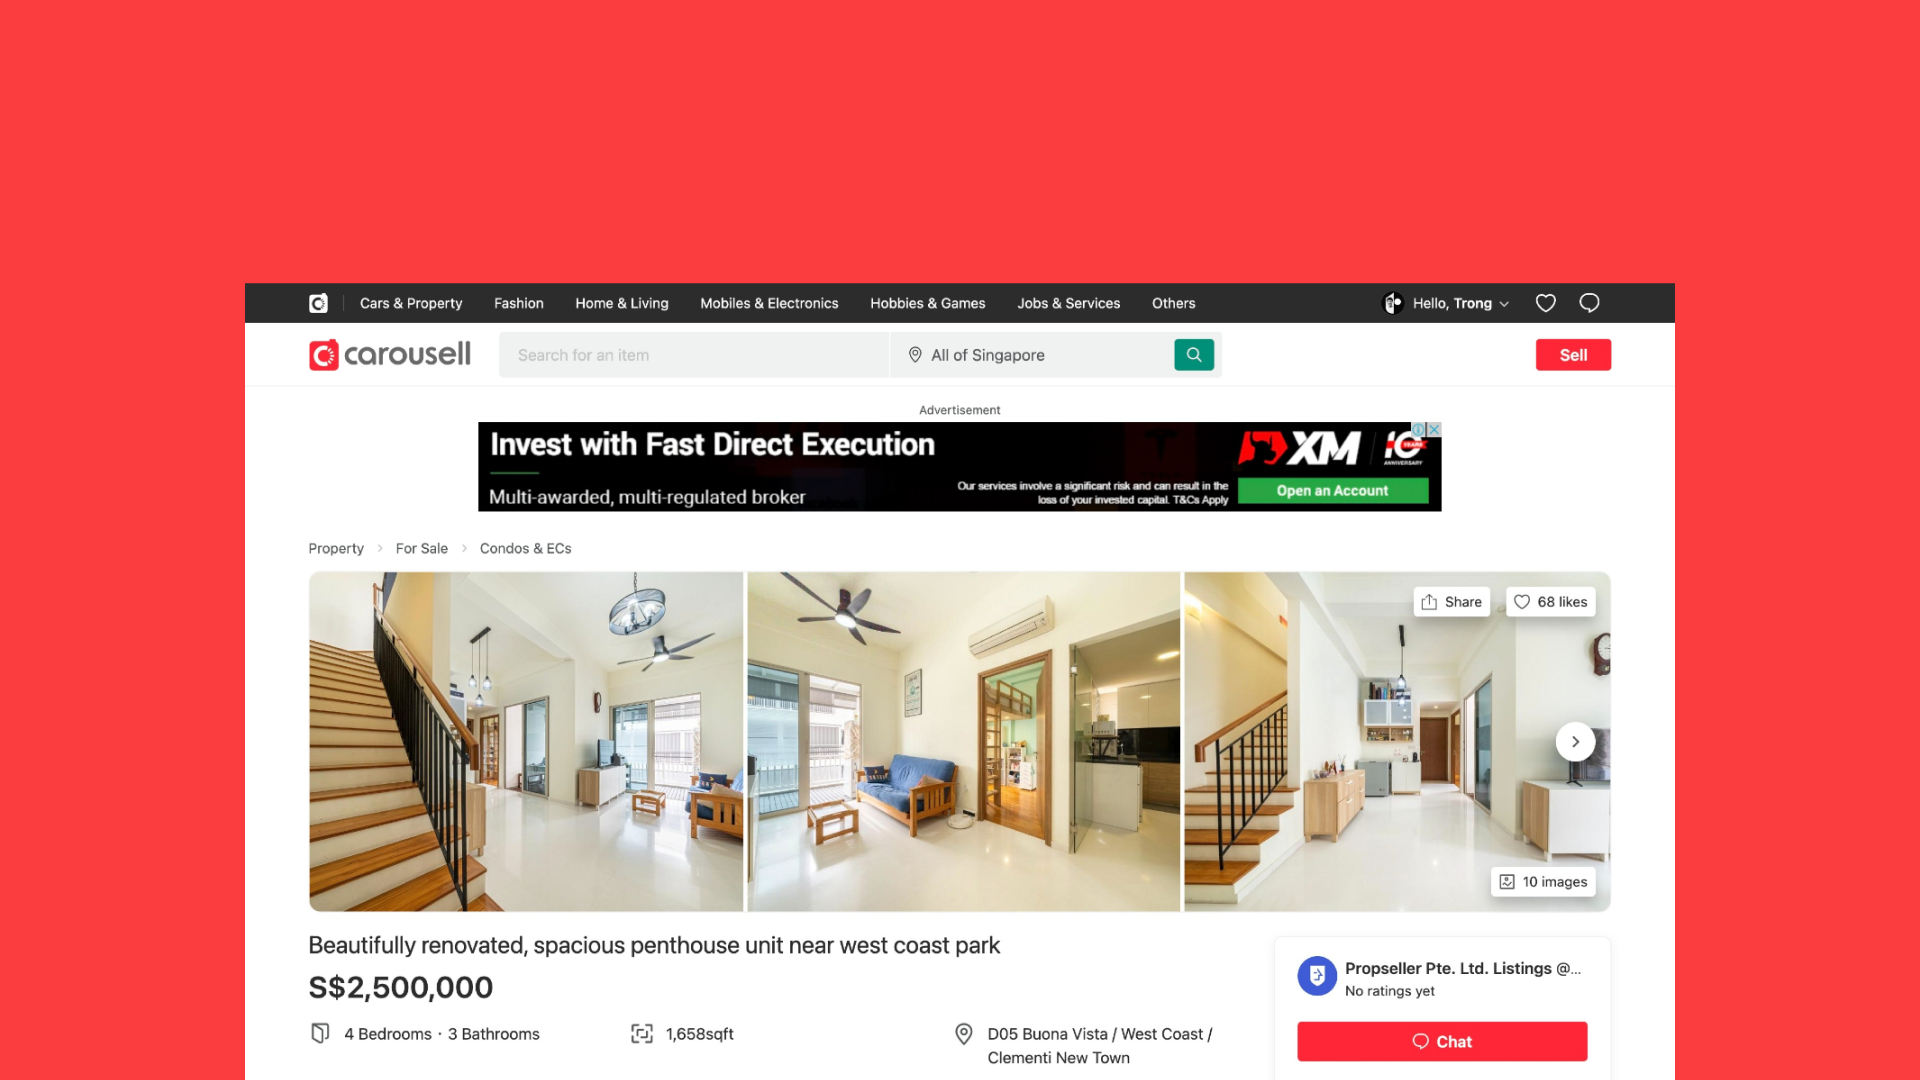 Cars & Property
Fashion
Home & Living
Mobiles & Electronics
Hobbies & Games
Jobs & Services
Others
Hello, Trong
carousell
Search for an item
All of Singapore
Sell
Advertisement
Invest with Fast Direct Execution
Multi-awarded, multi-regulated broker
Our services involve a significant risk and can result in the
loss of your invested capital. T&Cs Apply
XM
10 YEARS
ANNIVERSARY
Open an Account
Property
For Sale
Condos & ECs
Share
68 likes
10 images
Beautifully renovated, spacious penthouse unit near west coast park
S$2,500,000
4 Bedrooms · 3 Bathrooms
1,658sqft
D05 Buona Vista / West Coast /
Clementi New Town
Propseller Pte. Ltd. Listings @...
No ratings yet
Chat